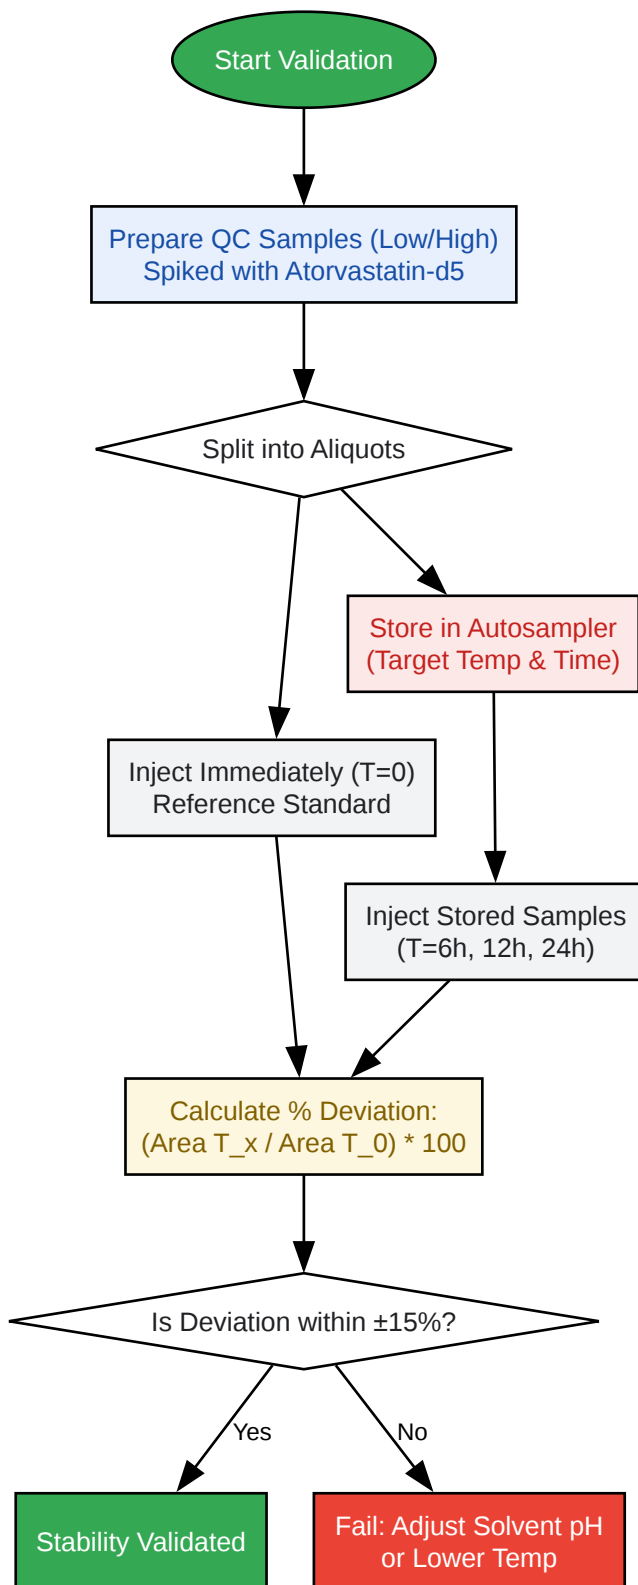 Start Validation
Prepare QC Samples (Low/High)
Spiked with Atorvastatin-d5
Split into Aliquots
Store in Autosampler
(Target Temp & Time)
Inject Immediately (T=0)
Reference Standard
Inject Stored Samples
(T=6h, 12h, 24h)
Calculate % Deviation:
(Area T_x / Area T_0) * 100
Is Deviation within ±15%?
Yes
No
Stability Validated
Fail: Adjust Solvent pH
or Lower Temp